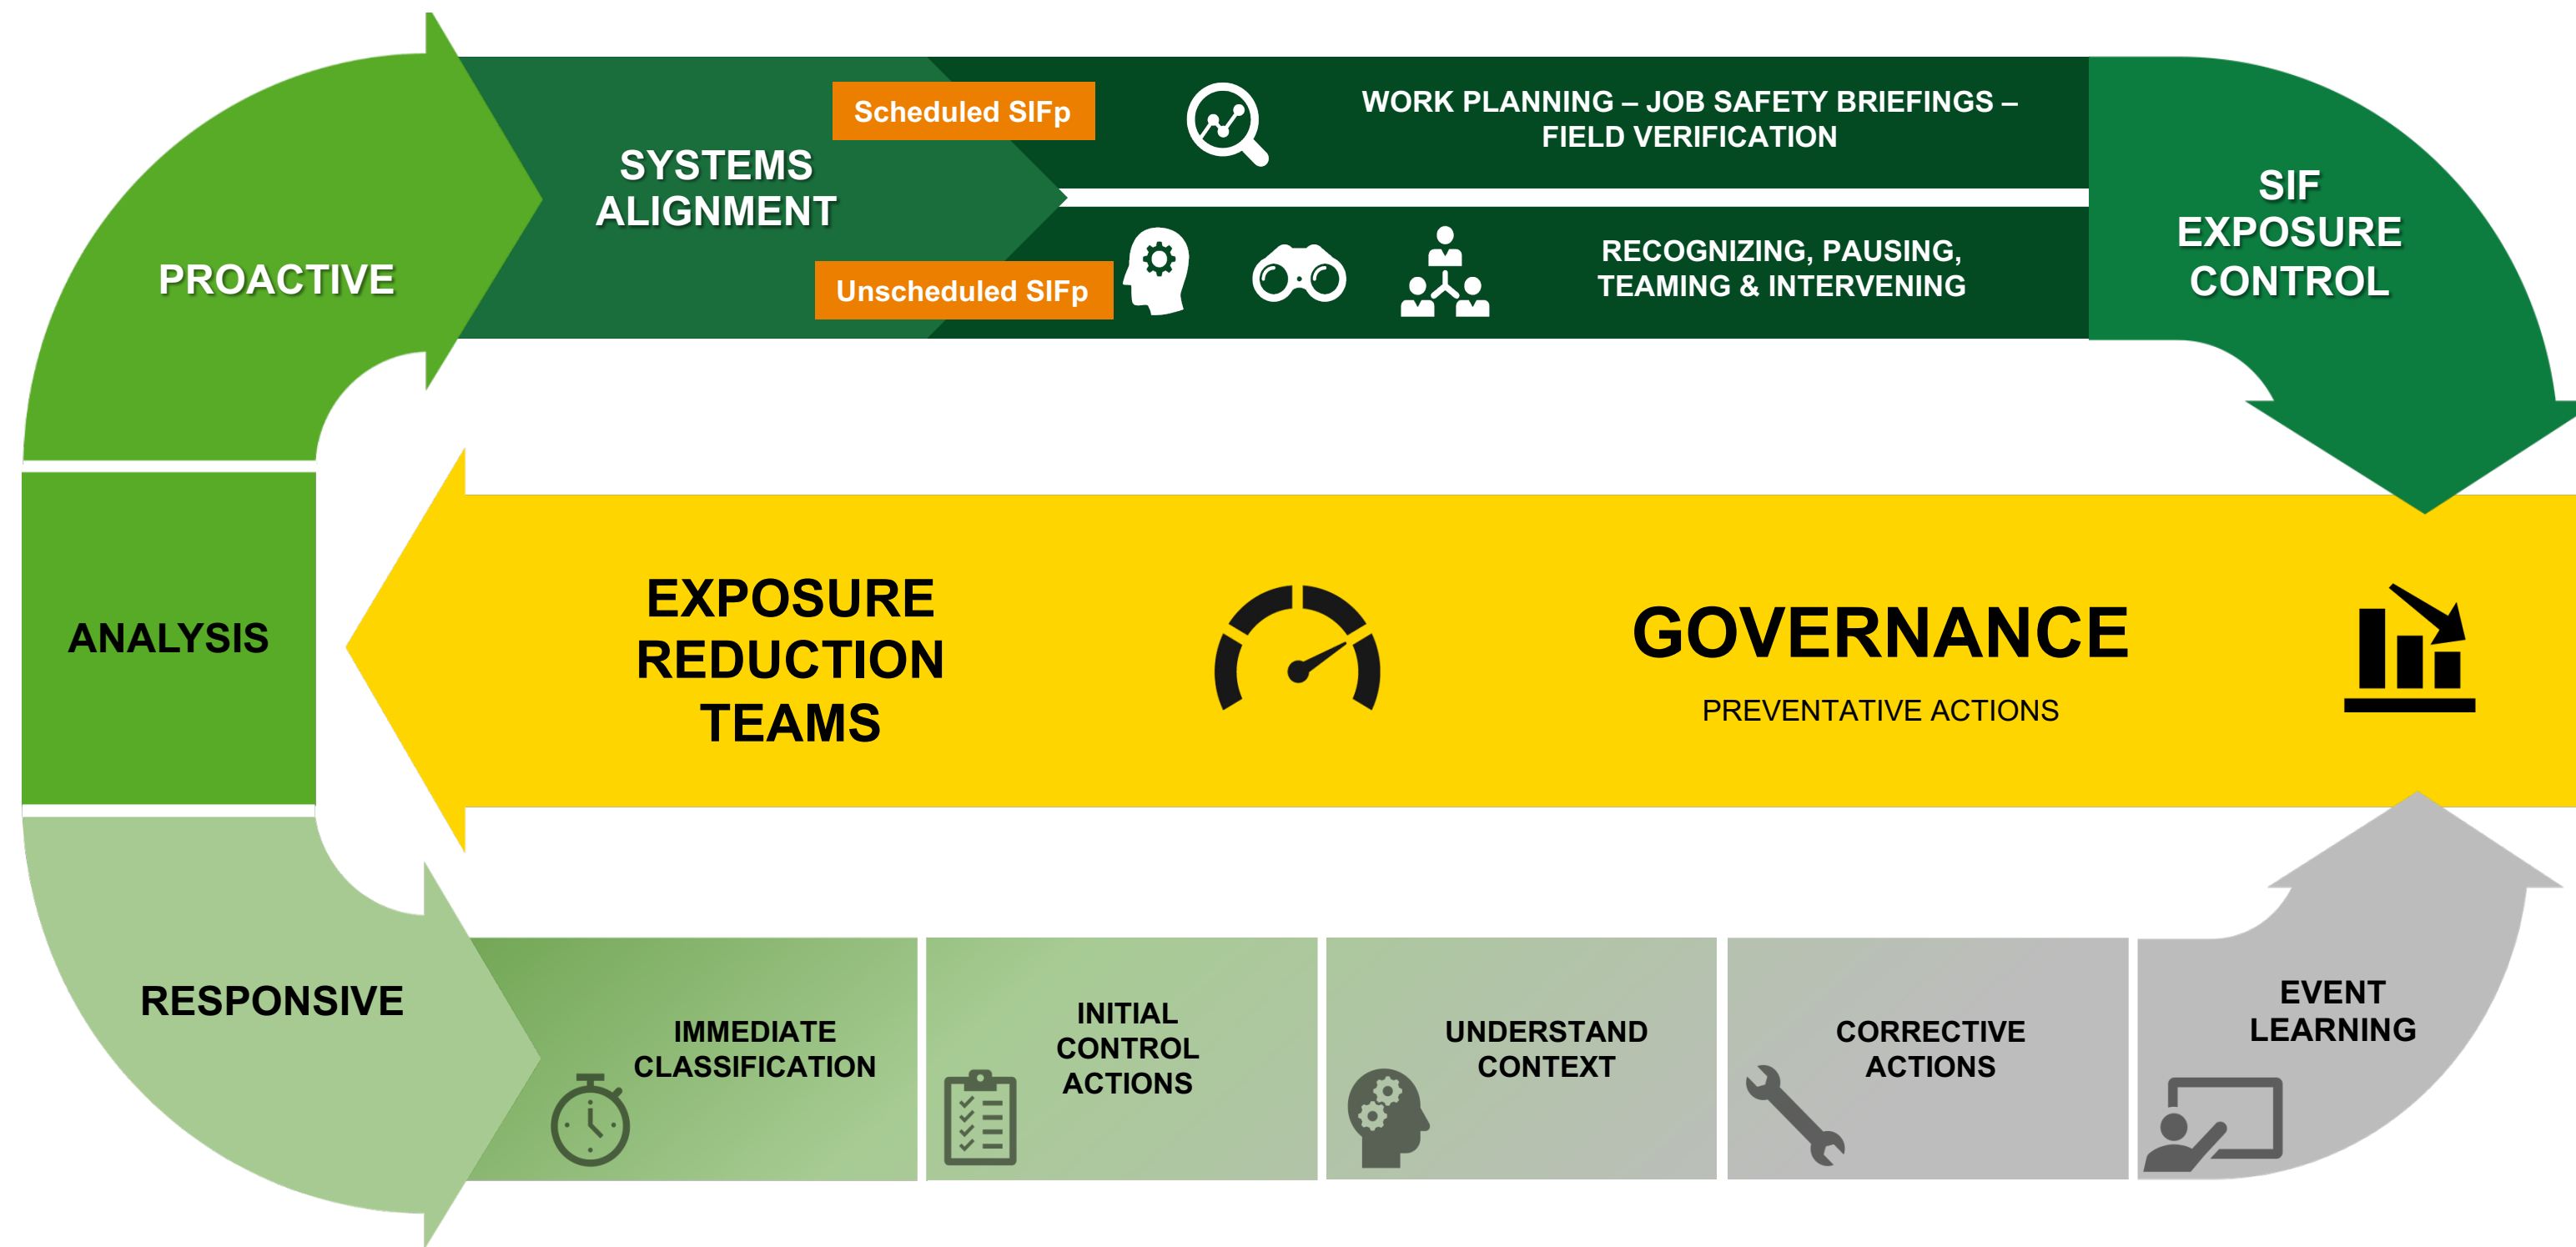 PROACTIVE
SYSTEMS
ALIGNMENT
Scheduled SIFp
WORK PLANNING – JOB SAFETY BRIEFINGS –
FIELD VERIFICATION
Unscheduled SIFp
RECOGNIZING, PAUSING,
TEAMING & INTERVENING
SIF
EXPOSURE
CONTROL
ANALYSIS
EXPOSURE
REDUCTION
TEAMS
GOVERNANCE
PREVENTATIVE ACTIONS
RESPONSIVE
IMMEDIATE
CLASSIFICATION
INITIAL
CONTROL
ACTIONS
UNDERSTAND
CONTEXT
CORRECTIVE
ACTIONS
EVENT
LEARNING